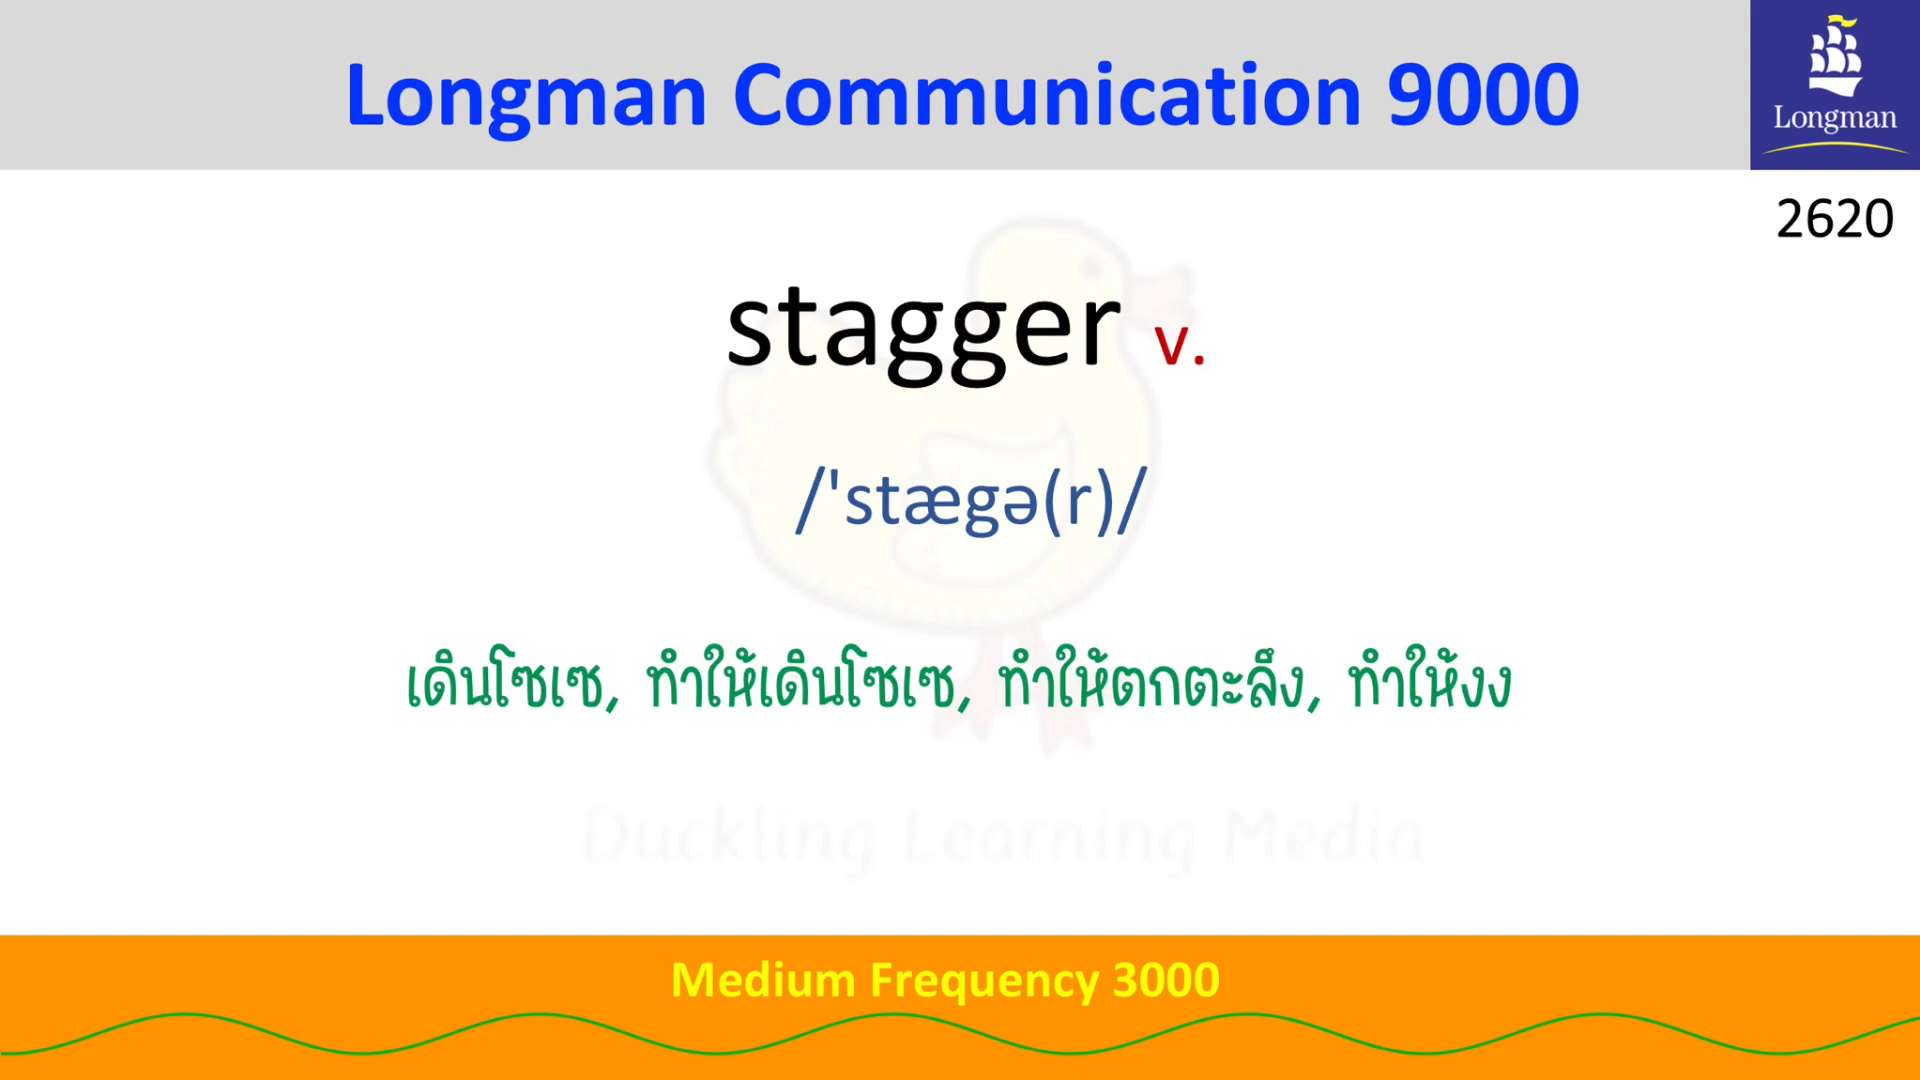 Longman Communication 9000
Longman
2620
stagger v.
/'stægə(r)/
เดินโซเซ, ทำให้เดินโซเซ, ทำให้ตกตะลึง, ทำให้งง
Duckling Learning Media
Medium Frequency 3000